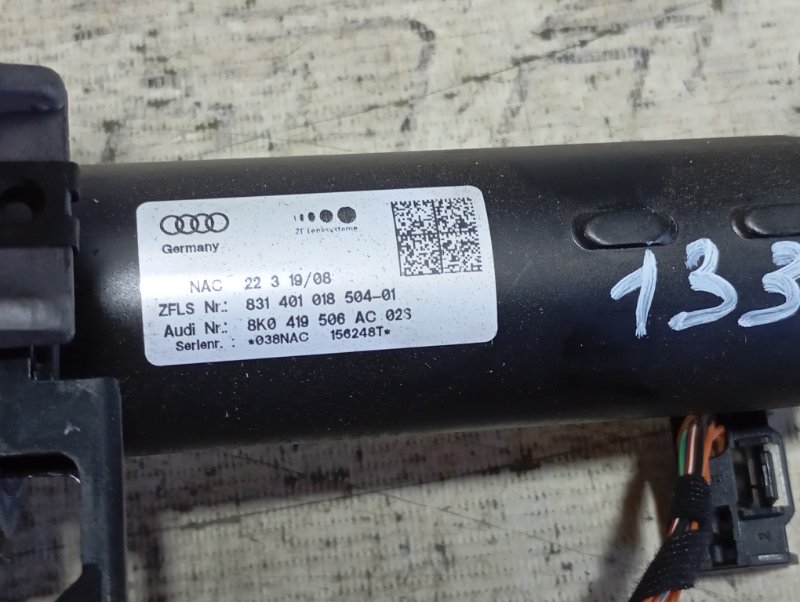 ZF Lenksysteme
Germany
NAC 22 3 19/08
ZFLS Nr.: 831 401 018 504-01
Audi Nr.: 8K0 419 506 AC 02S
Serienr.: *038NAC 156248T*
133